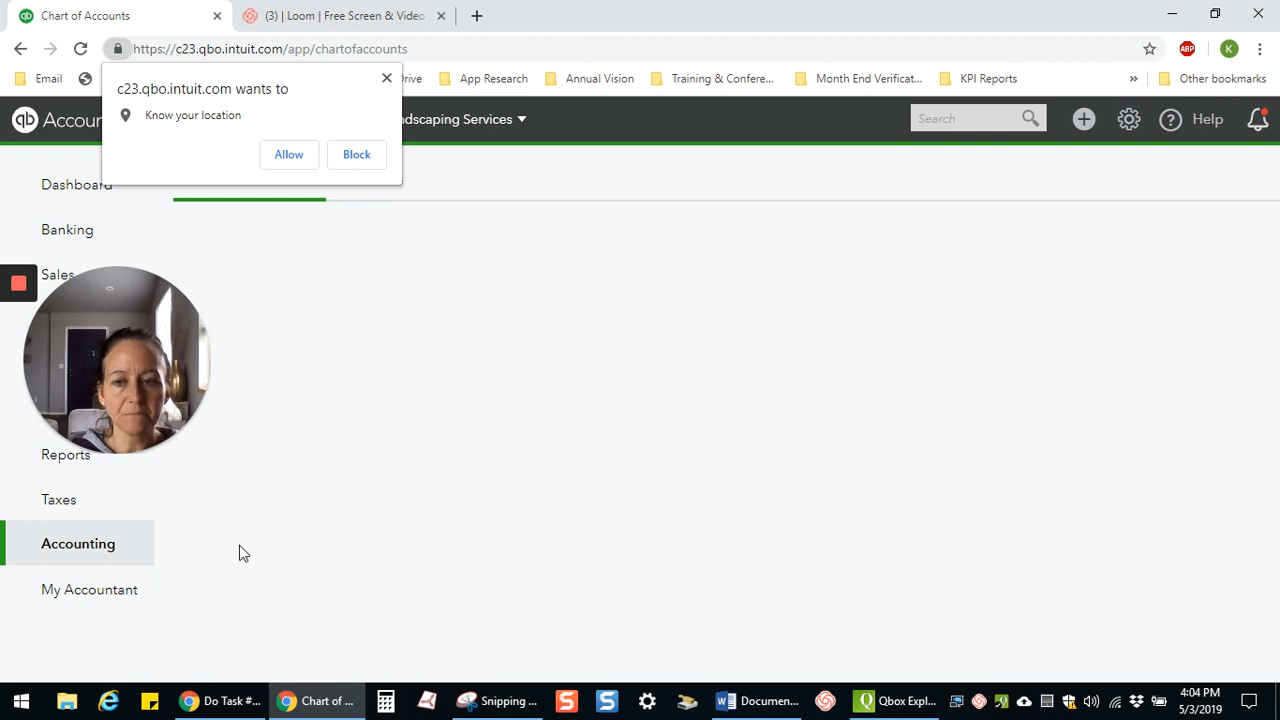 Chart of Accounts
(3) | Loom | Free Screen & Video
https://c23.qbo.intuit.com/app/chartofaccounts
ABP
K
Email
Drive
App Research
Annual Vision
Training & Confere...
Month End Verificat...
KPI Reports
»
Other bookmarks
c23.qbo.intuit.com wants to
Know your location
Allow
Block
qb Accoun
ndscaping Services
Search
Help
Dashboard
Banking
Sales
Reports
Taxes
Accounting
My Accountant
Do Task #...
Chart of ...
Snipping ...
Documen...
Qbox Expl...
4:04 PM
5/3/2019